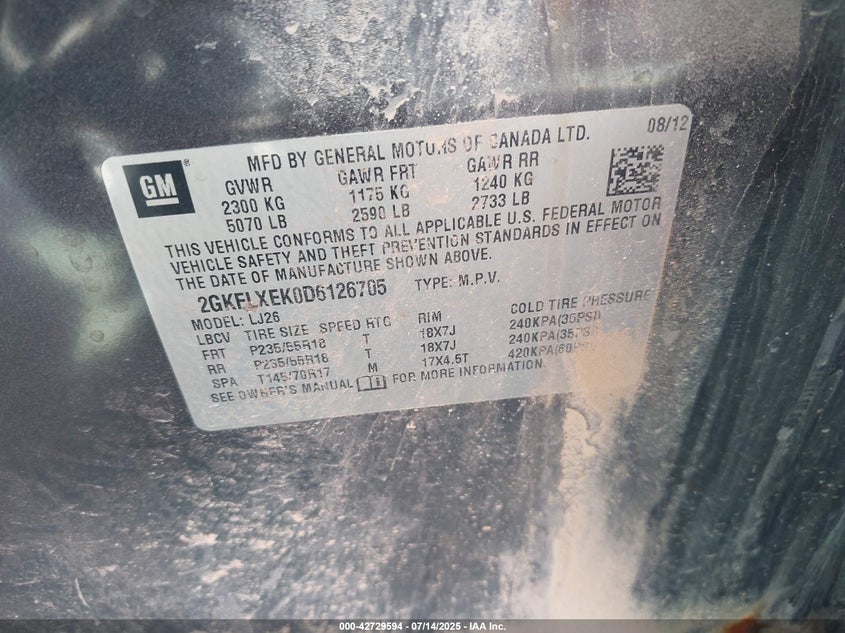 GM
MFD BY GENERAL MOTORS OF CANADA LTD.
08/12
GVWR GAWR FRT GAWR RR
2300 KG 1175 KG 1240 KG
5070 LB 2590 LB 2733 LB
THIS VEHICLE CONFORMS TO ALL APPLICABLE U.S. FEDERAL MOTOR
VEHICLE SAFETY AND THEFT PREVENTION STANDARDS IN EFFECT ON
THE DATE OF MANUFACTURE SHOWN ABOVE.
2GKFLXEK0D6126705 TYPE: M.P.V.
MODEL: LJ26
LBCV TIRE SIZE SPEED RTG RIM COLD TIRE PRESSURE
FRT P235/55R18 T 18X7J 240KPA(35PSI)
RR P235/55R18 T 18X7J 240KPA(35PSI)
SPA T145/70R17 M 17X4.5T 420KPA(60PSI)
SEE OWNER'S MANUAL FOR MORE INFORMATION.
000-42729594 - 07/14/2025 - IAA Inc.